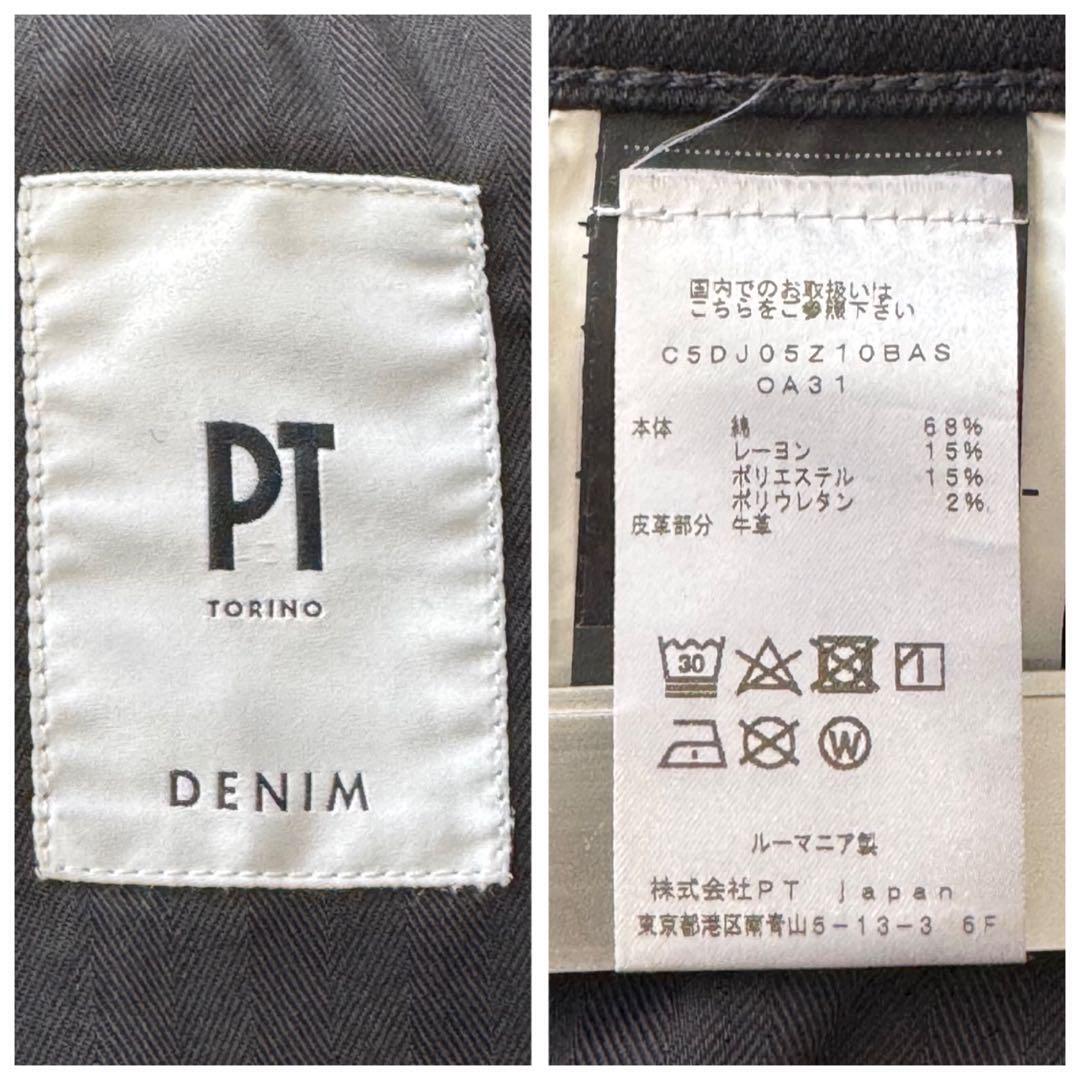 PT
TORINO
DENIM
国内でのお取扱いは
こちらをご参照下さい
C5DJ05Z10BAS
OA31
本体 綿 68%
レーヨン 15%
ポリエステル 15%
ポリウレタン 2%
皮革部分 牛革
30
W
ルーマニア製
株式会社PT Japan
東京都港区南青山5-13-3 6F